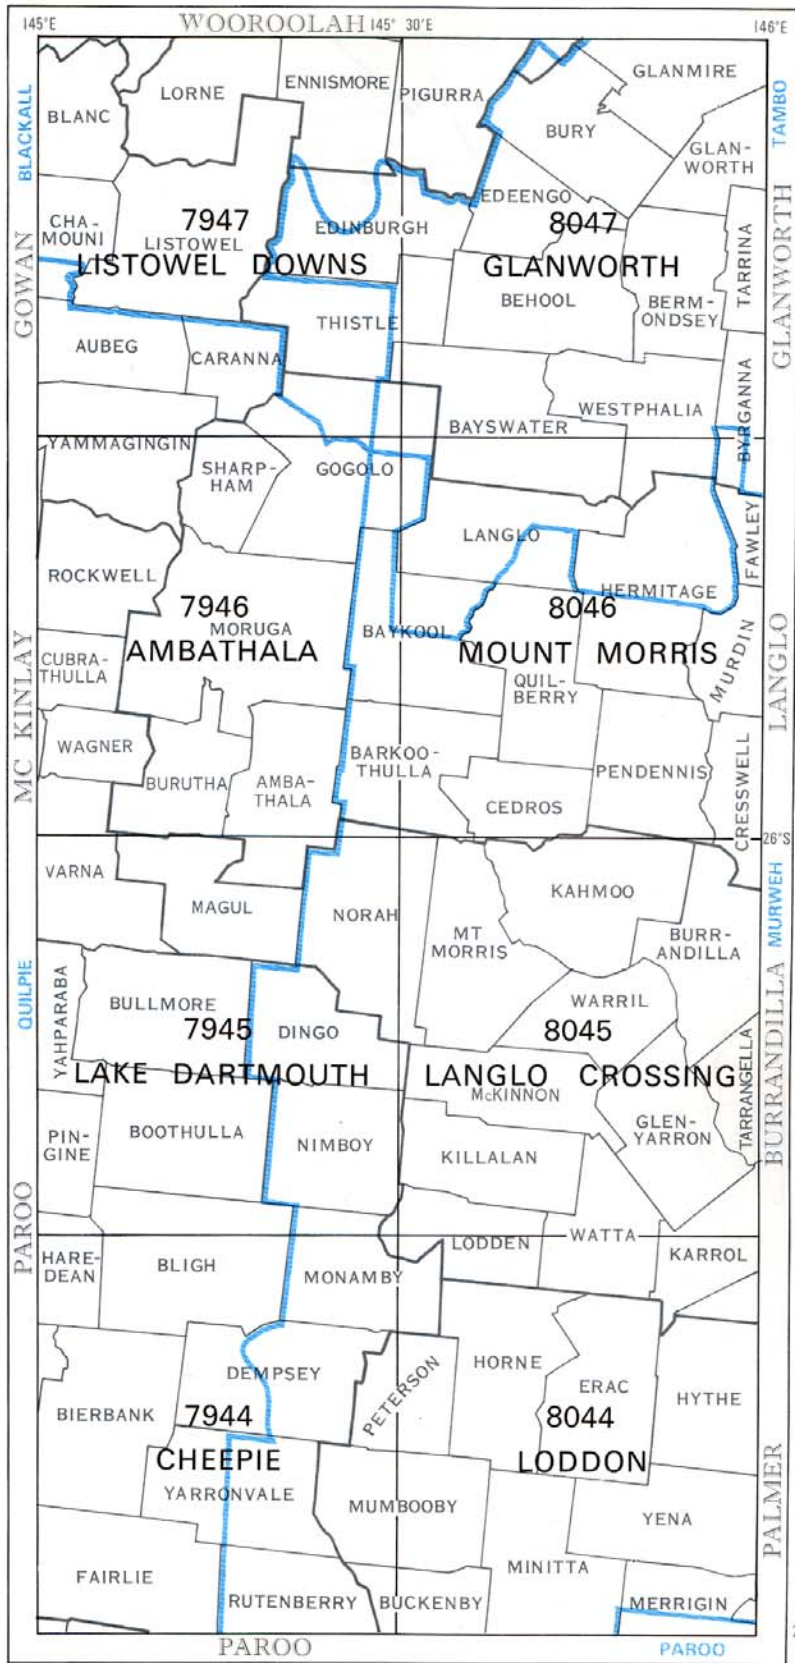 145°E
WOOROOLAH
145° 30'E
146°E
BLACKALL
TAMBO
BLANC
LORNE
ENNISMORE
PIGURRA
GLANMIRE
BURY
GLAN-
WORTH
CHA-
MOUNI
7947
LISTOWEL
LISTOWEL DOWNS
EDINBURGH
EDEENGO
8047
GLANWORTH
TARRINA
GOWAN
GLANWORTH
BEHOOL
BERM-
ONDSEY
THISTLE
AUBEG
CARANNA
BAYSWATER
WESTPHALIA
BYRGANNA
YAMMAGINGIN
SHARP-
HAM
GOGOLO
LANGLO
FAWLEY
ROCKWELL
HERMITAGE
7946
MORUGA
AMBATHALA
BAYKOOL
8046
MOUNT MORRIS
MURDIN
MC KINLAY
LANGLO
CUBRA-
THULLA
QUIL-
BERRY
WAGNER
BURUTHA
AMBA-
THALA
BARKOO-
THULLA
CEDROS
PENDENNIS
CRESSWELL
26°S
VARNA
MAGUL
NORAH
MT
MORRIS
KAHMOO
BURR-
ANDILLA
MURWEH
QUILPIE
YAHPARABA
BULLMORE
7945
DINGO
LAKE DARTMOUTH
WARRIL
8045
LANGLO CROSSING
McKINNON
TARRANGELLA
BURRANDILLA
PIN-
GINE
BOOTHULLA
NIMBOY
KILLALAN
GLEN-
YARRON
PAROO
HARE-
DEAN
BLIGH
MONAMBY
LODDEN
WATTA
KARROL
BIERBANK
DEMPSEY
7944
CHEEPIE
YARRONVALE
PETERSON
HORNE
ERAC
8044
LODDON
HYTHE
PALMER
MUMBOOBY
YENA
FAIRLIE
RUTENBERRY
BUCKENBY
MINITTA
MERRIGIN
PAROO
PAROO